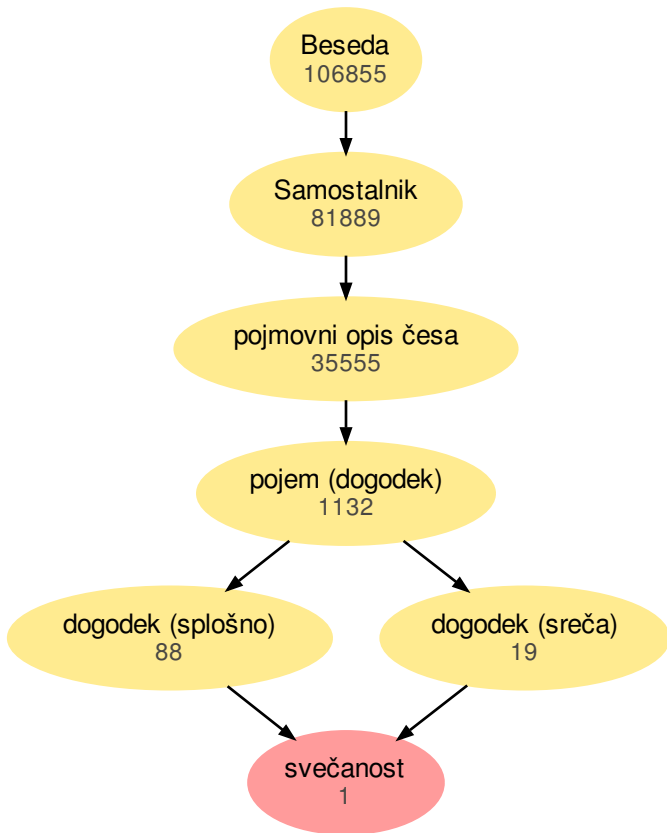 Beseda
106855
Samostalnik
81889
pojmovni opis česa
35555
pojem (dogodek)
1132
dogodek (splošno)
88
dogodek (sreča)
19
svečanost
1